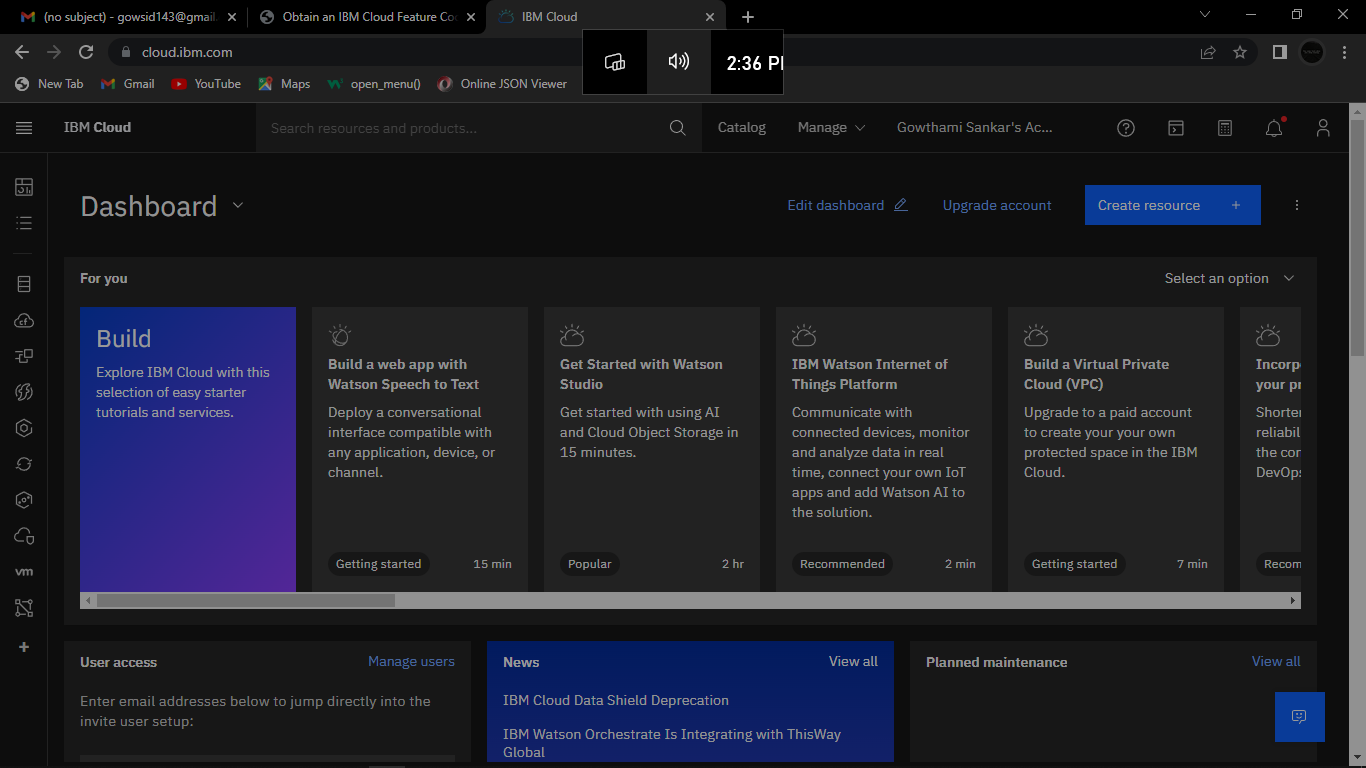 (no subject) - gowsid143@gmail.
Obtain an IBM Cloud Feature Co
IBM Cloud
cloud.ibm.com
2:36 P
New Tab
Gmail
YouTube
Maps
open_menu()
Online JSON Viewer
IBM Cloud
Search resources and products...
Catalog
Manage
Gowthami Sankar's Ac...
Dashboard
Edit dashboard
Upgrade account
Create resource +
For you
Select an option
Build
Explore IBM Cloud with this
selection of easy starter
tutorials and services.
Build a web app with
Watson Speech to Text
Deploy a conversational
interface compatible with
any application, device, or
channel.
Getting started
15 min
Get Started with Watson
Studio
Get started with using AI
and Cloud Object Storage in
15 minutes.
Popular
2 hr
IBM Watson Internet of
Things Platform
Communicate with
connected devices, monitor
and analyze data in real
time, connect your own IoT
apps and add Watson AI to
the solution.
Recommended
2 min
Build a Virtual Private
Cloud (VPC)
Upgrade to a paid account
to create your your own
protected space in the IBM
Cloud.
Getting started
7 min
Incorp
your p
Shorte
reliabil
the co
DevOps
Recom
vm
User access
Manage users
Enter email addresses below to jump directly into the
invite user setup:
News
View all
IBM Cloud Data Shield Deprecation
IBM Watson Orchestrate Is Integrating with ThisWay
Global
Planned maintenance
View all